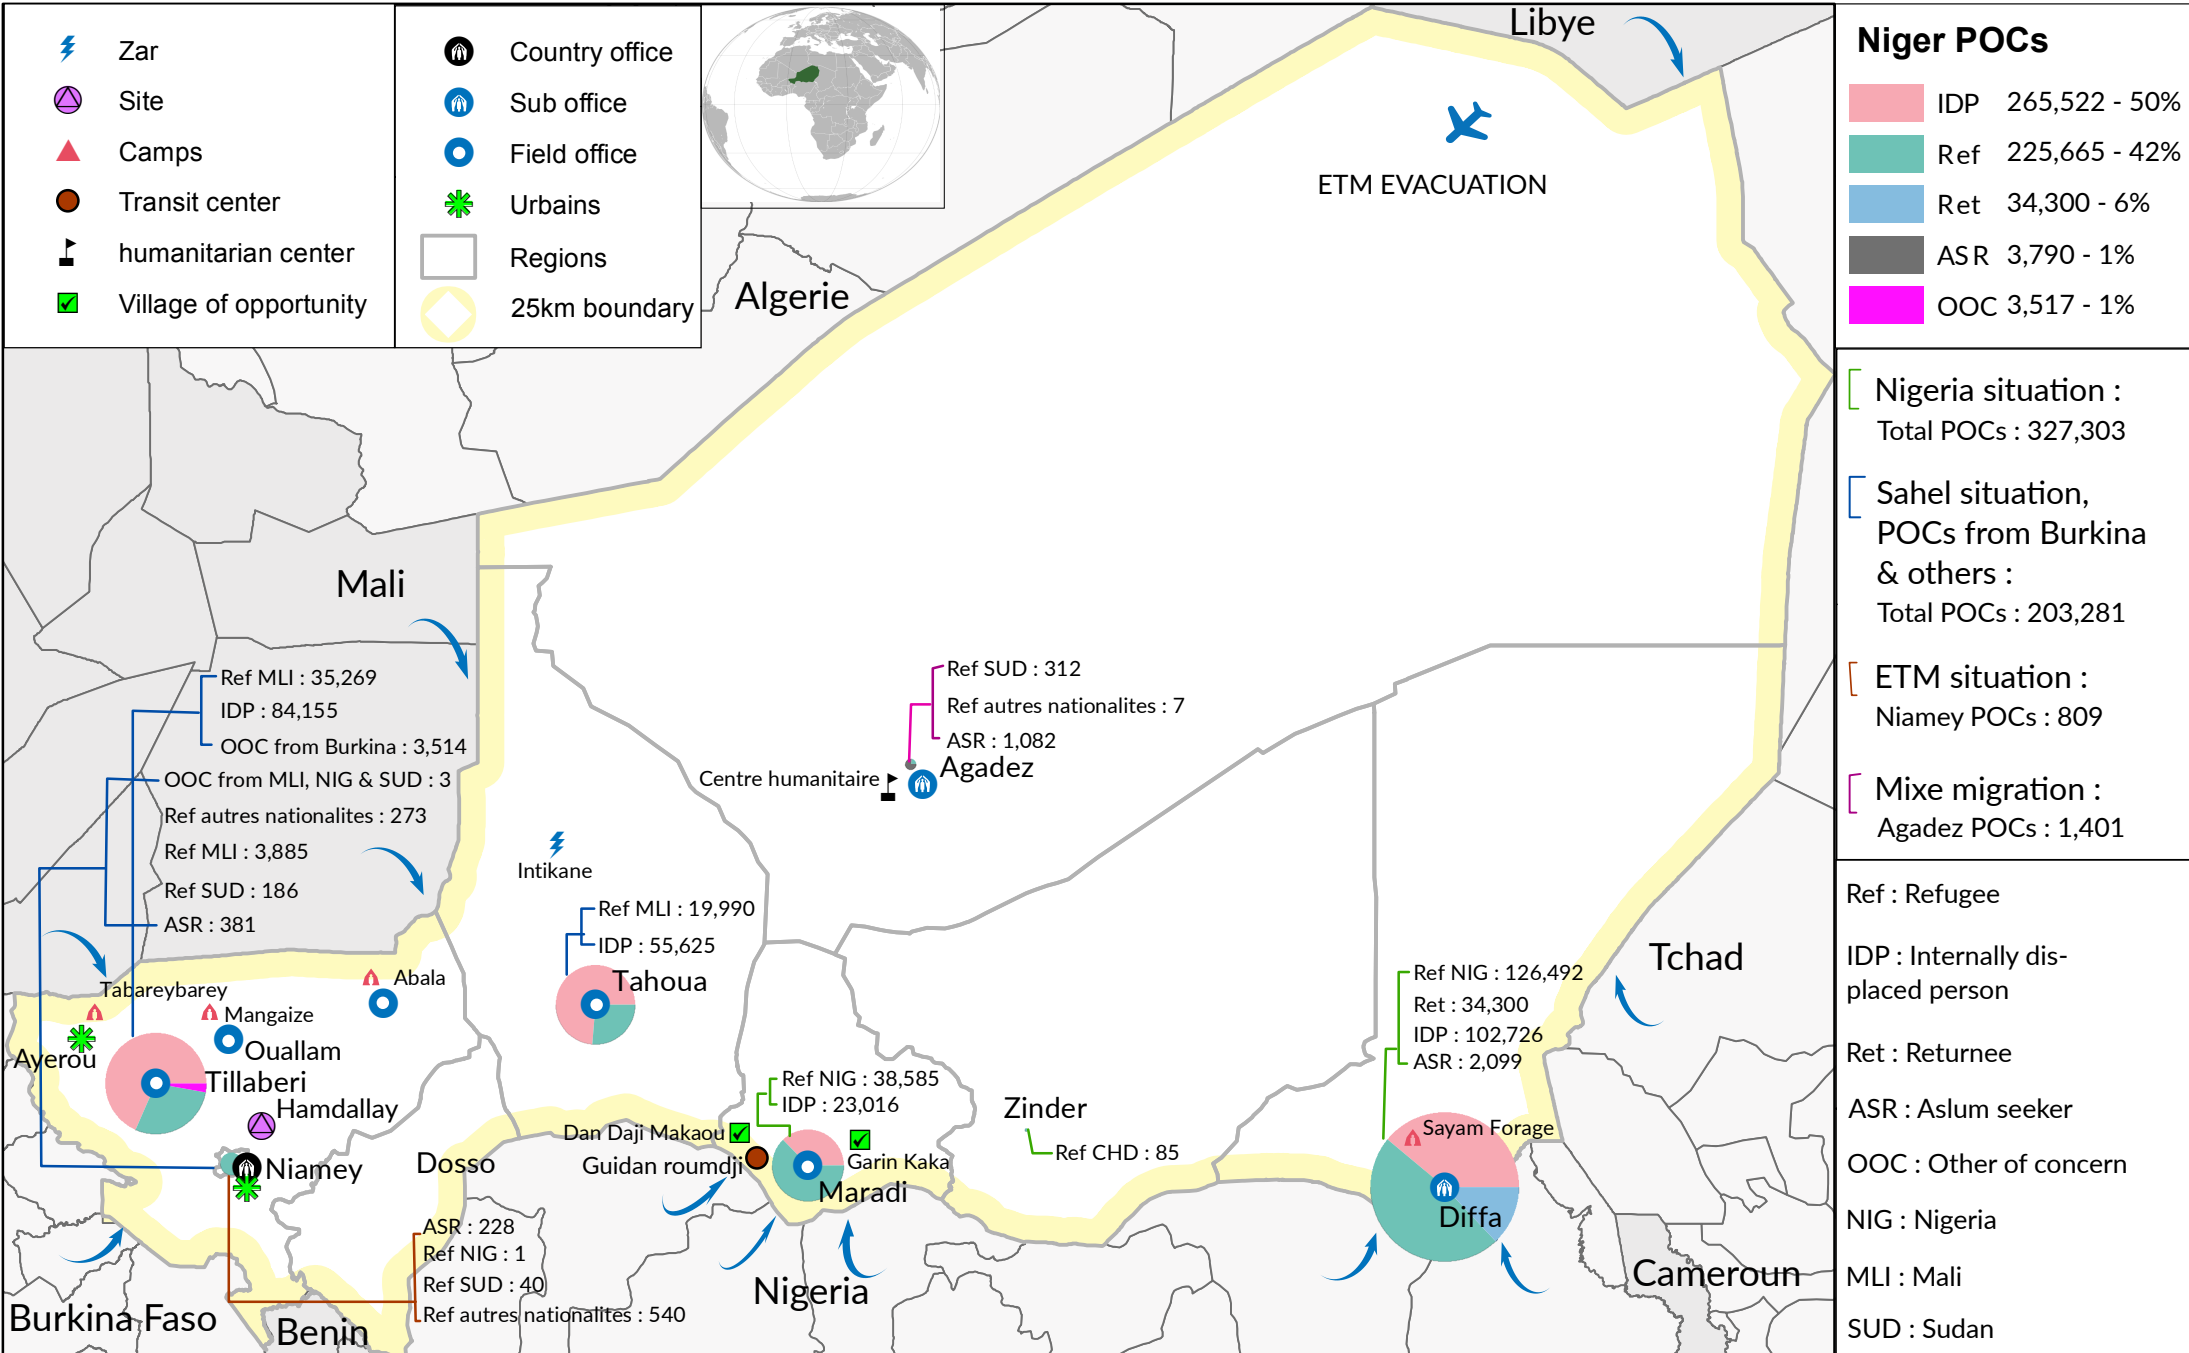 Zar
Site
Camps
Transit center
humanitarian center
Village of opportunity
Country office
Sub office
Field office
Urbains
Regions
25km boundary
Libye
ETM EVACUATION
Algerie
Mali
Ref MLI : 35,269
IDP : 84,155
OOC from Burkina : 3,514
OOC from MLI, NIG & SUD : 3
Ref autres nationalites : 273
Ref MLI : 3,885
Ref SUD : 186
ASR : 381
Ref SUD : 312
Ref autres nationalites : 7
ASR : 1,082
Centre humanitaire
Agadez
Intikane
Ref MLI : 19,990
IDP : 55,625
Tahoua
Abala
Tabareybarey
Mangaize
Ayerou
Ouallam
Tillaberi
Hamdallay
Niamey
Dosso
ASR : 228
Ref NIG : 1
Ref SUD : 40
Ref autres nationalites : 540
Burkina Faso
Benin
Ref NIG : 38,585
IDP : 23,016
Dan Daji Makaou
Guidan roumdji
Garin Kaka
Maradi
Nigeria
Zinder
Ref CHD : 85
Ref NIG : 126,492
Ret : 34,300
IDP : 102,726
ASR : 2,099
Sayam Forage
Diffa
Tchad
Cameroun
Niger POCs
IDP 265,522 - 50%
Ref 225,665 - 42%
Ret 34,300 - 6%
ASR 3,790 - 1%
OOC 3,517 - 1%
Nigeria situation :
Total POCs : 327,303
Sahel situation,
POCs from Burkina
& others :
Total POCs : 203,281
ETM situation :
Niamey POCs : 809
Mixe migration :
Agadez POCs : 1,401
Ref : Refugee
IDP : Internally dis-
placed person
Ret : Returnee
ASR : Aslum seeker
OOC : Other of concern
NIG : Nigeria
MLI : Mali
SUD : Sudan